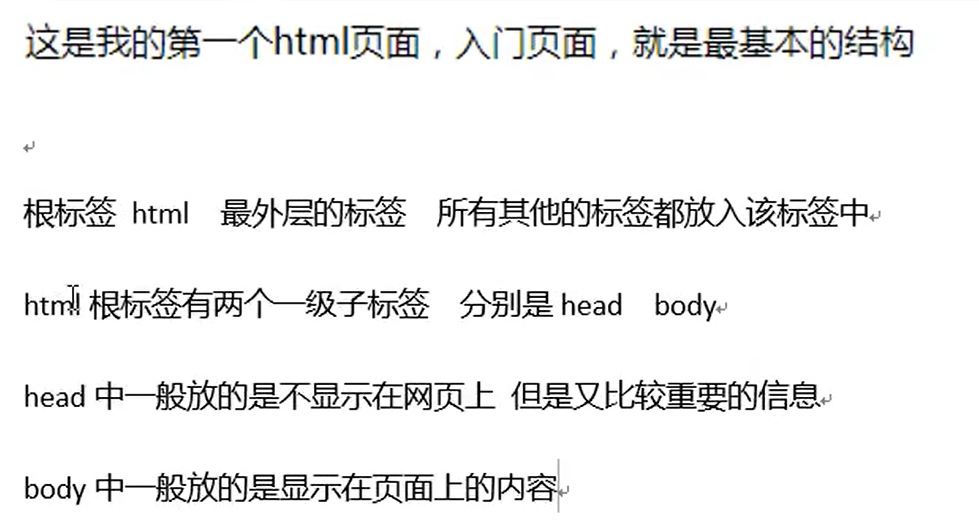 这是我的第一个html页面，入门页面，就是最基本的结构
根标签 html 最外层的标签 所有其他的标签都放入该标签中
html 根标签有两个一级子标签 分别是 head body
head 中一般放的是不显示在网页上 但是又比较重要的信息
body 中一般放的是显示在页面上的内容